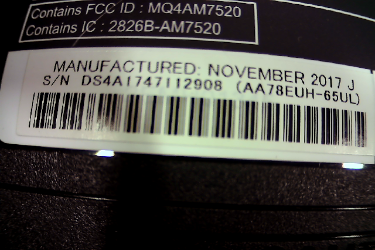 Contains FCC ID : MQ4AM7520
Contains IC : 2826B-AM7520
MANUFACTURED: NOVEMBER 2017 J
S/N DS4A1747112908 (AA78EUH-65UL)